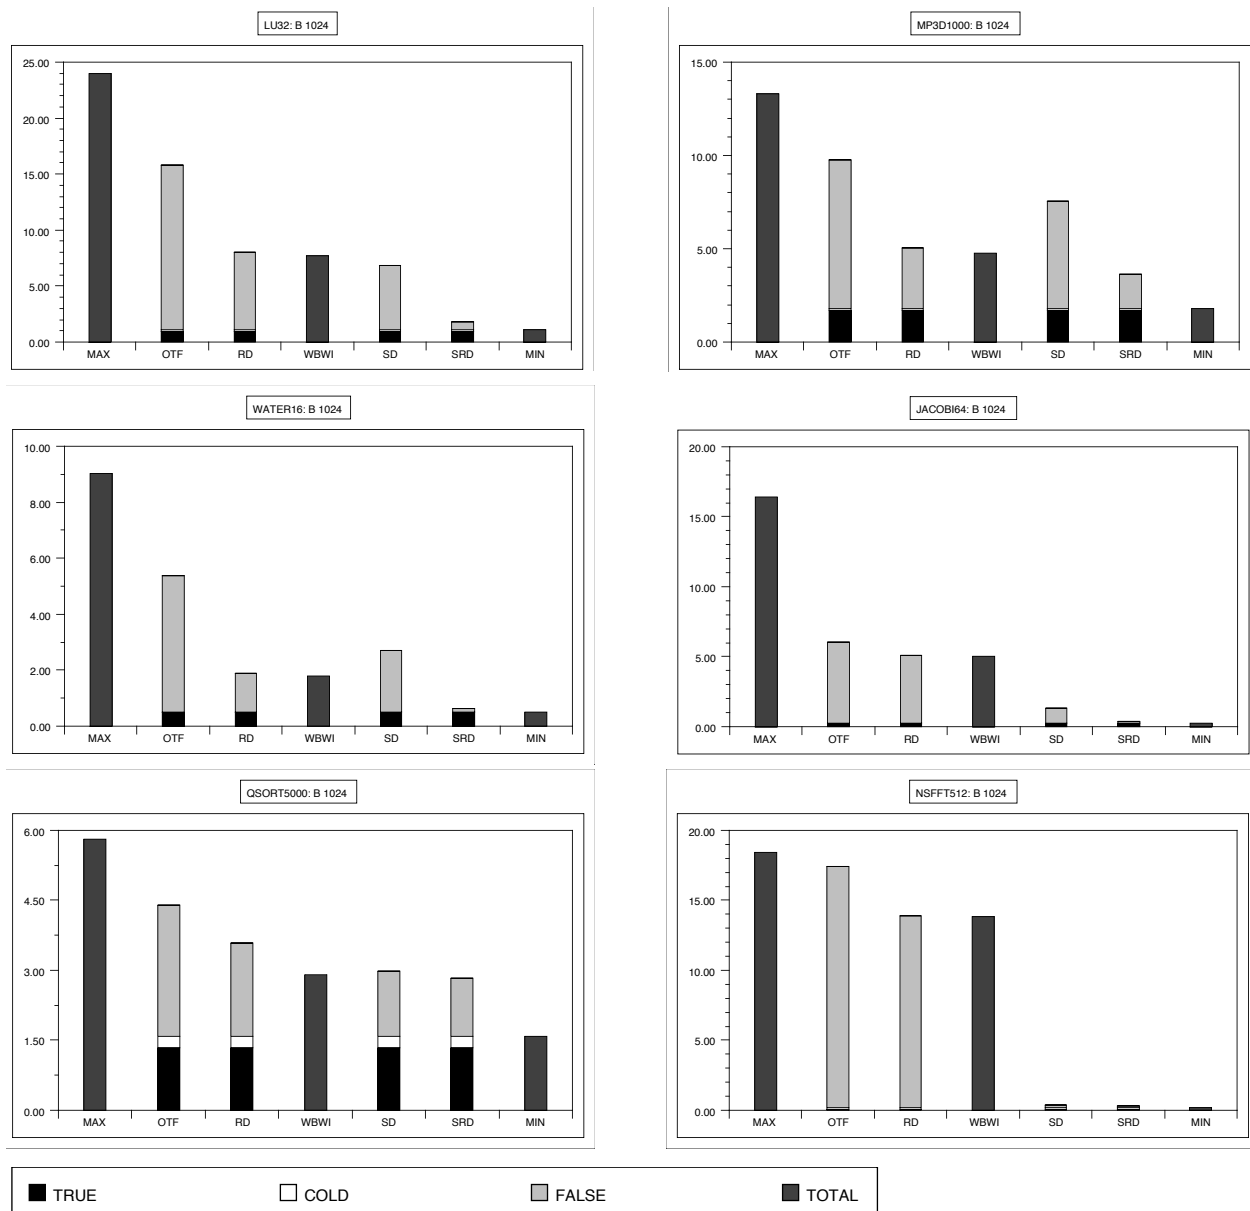 LU32: B 1024
25.00
20.00
15.00
10.00
5.00
0.00
MAX OTF RD WBWI SD SRD MIN
MP3D1000: B 1024
15.00
10.00
5.00
0.00
MAX OTF RD WBWI SD SRD MIN
WATER16: B 1024
10.00
8.00
6.00
4.00
2.00
0.00
MAX OTF RD WBWI SD SRD MIN
JACOBI64: B 1024
20.00
15.00
10.00
5.00
0.00
MAX OTF RD WBWI SD SRD MIN
QSORT5000: B 1024
6.00
4.50
3.00
1.50
0.00
MAX OTF RD WBWI SD SRD MIN
NSFFT512: B 1024
20.00
15.00
10.00
5.00
0.00
MAX OTF RD WBWI SD SRD MIN
TRUE COLD FALSE TOTAL